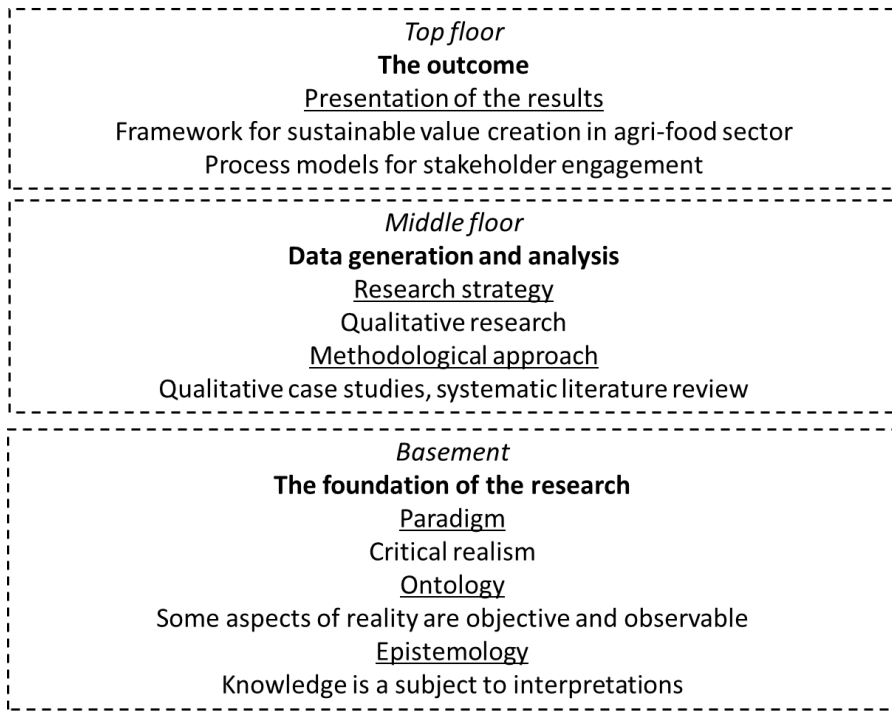 Top floor
The outcome
Presentation of the results
Framework for sustainable value creation in agri-food sector
Process models for stakeholder engagement
Middle floor
Data generation and analysis
Research strategy
Qualitative research
Methodological approach
Qualitative case studies, systematic literature review
Basement
The foundation of the research
Paradigm
Critical realism
Ontology
Some aspects of reality are objective and observable
Epistemology
Knowledge is a subject to interpretations